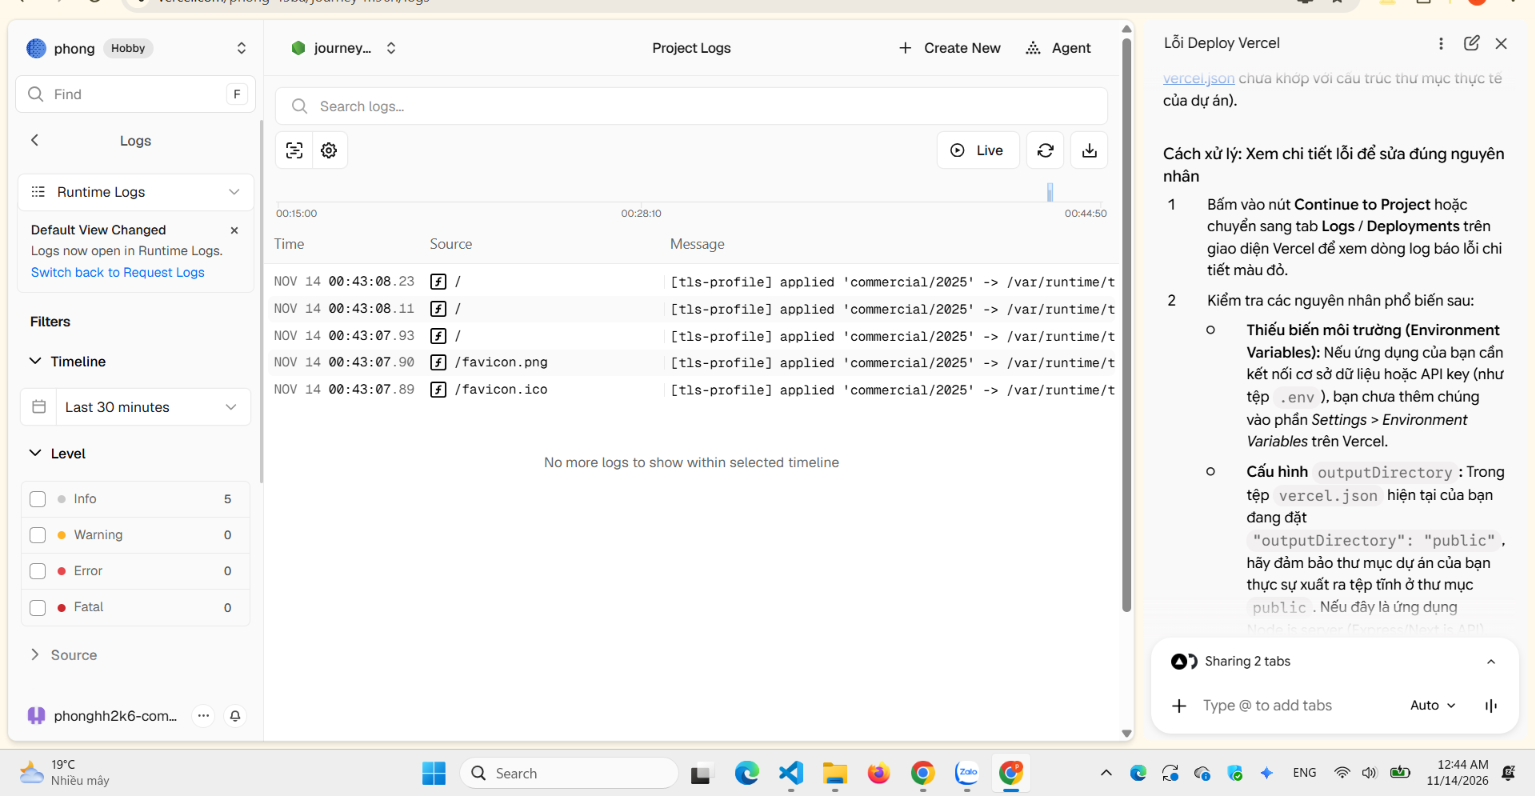 phong Hobby
Find F
Logs
Runtime Logs
Default View Changed
Logs now open in Runtime Logs.
Switch back to Request Logs
Filters
Timeline
Last 30 minutes
Level
Info 5
Warning 0
Error 0
Fatal 0
Source
phonghh2k6-com...
journey...
Project Logs
Create New
Agent
Search logs...
Live
00:15:00 00:28:10 00:44:50
Time Source Message
NOV 14 00:43:08.23 / [tls-profile] applied 'commercial/2025' -> /var/runtime/t
NOV 14 00:43:08.11 / [tls-profile] applied 'commercial/2025' -> /var/runtime/t
NOV 14 00:43:07.93 / [tls-profile] applied 'commercial/2025' -> /var/runtime/t
NOV 14 00:43:07.90 /favicon.png [tls-profile] applied 'commercial/2025' -> /var/runtime/t
NOV 14 00:43:07.89 /favicon.ico [tls-profile] applied 'commercial/2025' -> /var/runtime/t
No more logs to show within selected timeline
Lỗi Deploy Vercel
vercel.json chưa khớp với cấu trúc thư mục thực tế
của dự án).
Cách xử lý: Xem chi tiết lỗi để sửa đúng nguyên
nhân
1 Bấm vào nút Continue to Project hoặc
chuyển sang tab Logs / Deployments trên
giao diện Vercel để xem dòng log báo lỗi chi
tiết màu đỏ.
2 Kiểm tra các nguyên nhân phổ biến sau:
Thiếu biến môi trường (Environment
Variables): Nếu ứng dụng của bạn cần
kết nối cơ sở dữ liệu hoặc API key (như
tệp .env), bạn chưa thêm chúng
vào phần Settings > Environment
Variables trên Vercel.
Cấu hình outputDirectory: Trong
tệp vercel.json hiện tại của bạn
đang đặt
"outputDirectory": "public",
hãy đảm bảo thư mục dự án của bạn
thực sự xuất ra tệp tĩnh ở thư mục
public. Nếu đây là ứng dụng
Node.js server (Express/Next.js API)
Sharing 2 tabs
Type @ to add tabs
Auto
19°C
Nhiều mây
Search
Zalo
ENG
12:44 AM
11/14/2026